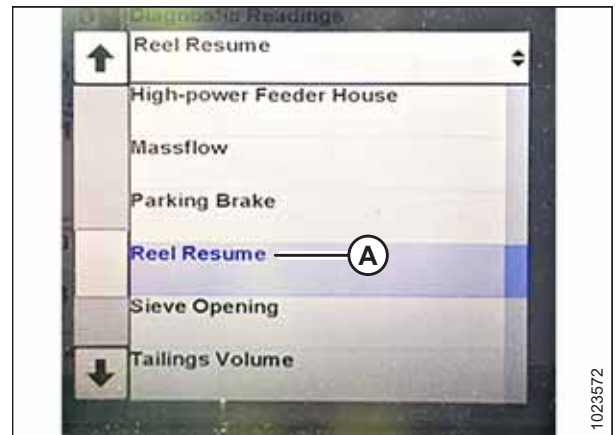 Diagnostic Readings
Reel Resume
High-power Feeder House
Massflow
Parking Brake
Reel Resume
A
Sieve Opening
Tailings Volume
1023572